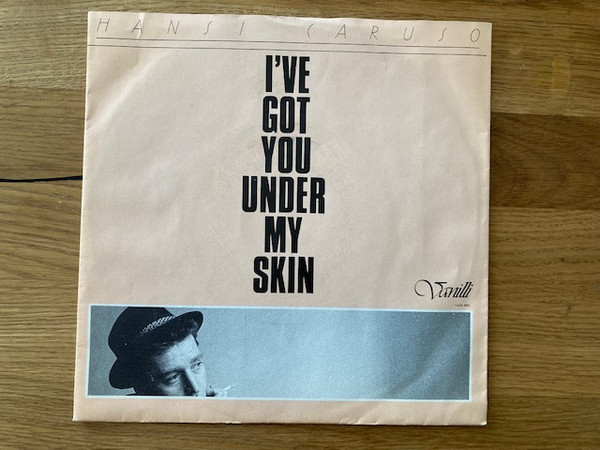 HANSI CARUSO
I'VE
GOT
YOU
UNDER
MY
SKIN
Vanilli